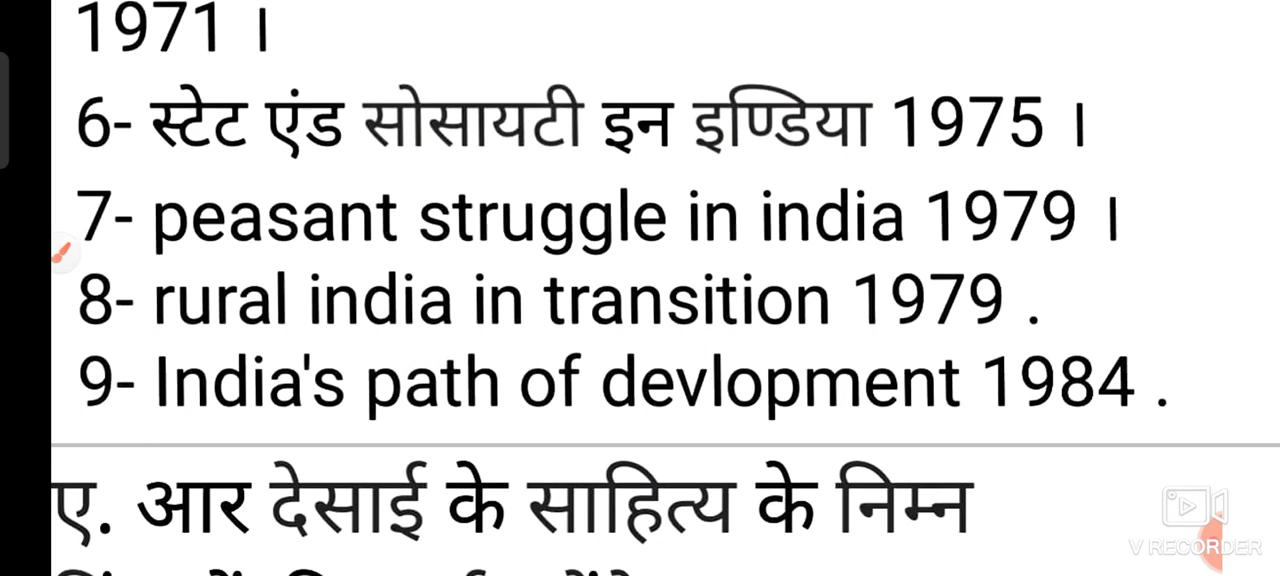 1971 ।
6- स्टेट एंड सोसायटी इन इण्डिया 1975 ।
7- peasant struggle in india 1979 ।
8- rural india in transition 1979 .
9- India's path of devlopment 1984 .
ए. आर देसाई के साहित्य के निम्न
V RECORDER